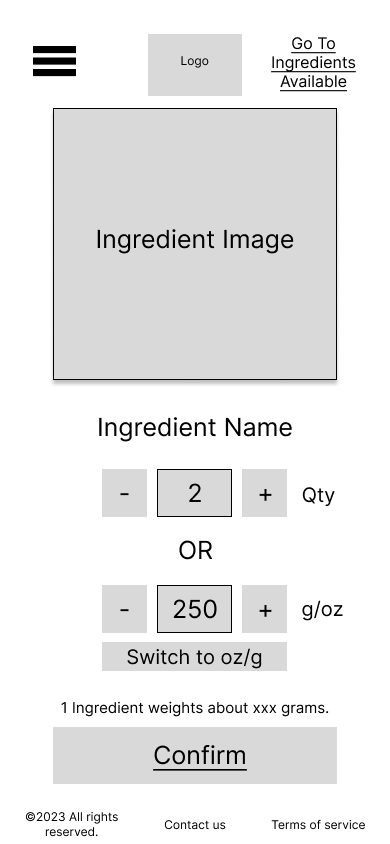 Logo
Go To
Ingredients
Available
Ingredient Image
Ingredient Name
- 2 + Qty
OR
- 250 + g/oz
Switch to oz/g
1 Ingredient weights about xxx grams.
Confirm
©2023 All rights
reserved.
Contact us
Terms of service